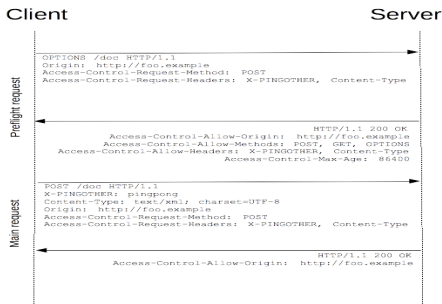 Client
Server
OPTIONS /doc HTTP/1.1
Origin: http://foo.example
Access-Control-Request-Method: POST
Access-Control-Request-Headers: X-PINGOTHER, Content-Type
Preflight request
HTTP/1.1 200 OK
Access-Control-Allow-Origin: http://foo.example
Access-Control-Allow-Methods: POST, GET, OPTIONS
Access-Control-Allow-Headers: X-PINGOTHER, Content-Type
Access-Control-Max-Age: 86400
POST /doc HTTP/1.1
X-PINGOTHER: pingpong
Content-Type: text/xml; charset=UTF-8
Origin: http://foo.example
Access-Control-Request-Method: POST
Access-Control-Request-Headers: X-PINGOTHER, Content-Type
Main request
HTTP/1.1 200 OK
Access-Control-Allow-Origin: http://foo.example